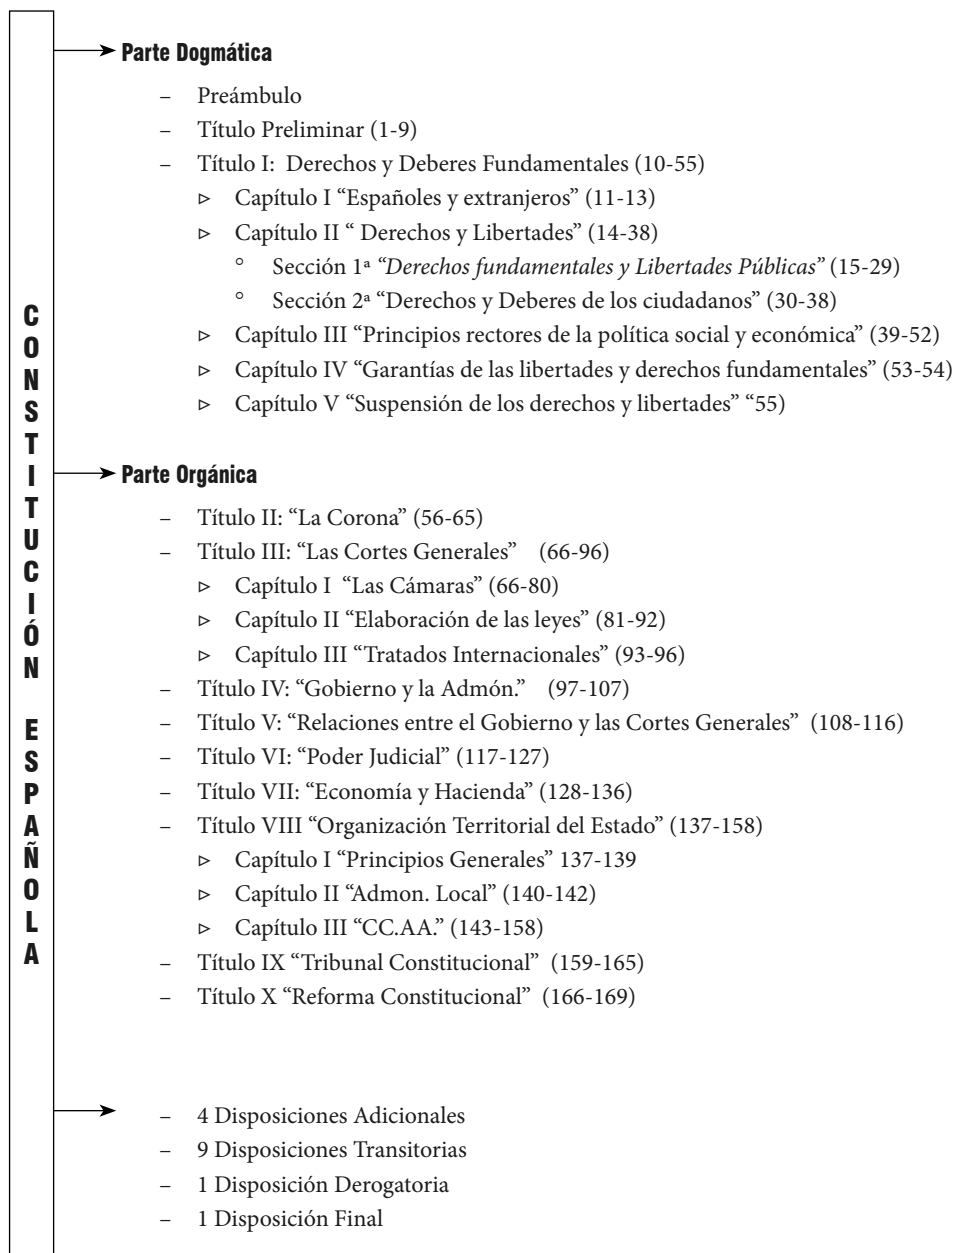 CONSTITUCIÓN ESPAÑOLA
Parte Dogmática
– Preámbulo
– Título Preliminar (1-9)
– Título I: Derechos y Deberes Fundamentales (10-55)
▹ Capítulo I “Españoles y extranjeros” (11-13)
▹ Capítulo II “ Derechos y Libertades” (14-38)
° Sección 1ª “Derechos fundamentales y Libertades Públicas” (15-29)
° Sección 2ª “Derechos y Deberes de los ciudadanos” (30-38)
▹ Capítulo III “Principios rectores de la política social y económica” (39-52)
▹ Capítulo IV “Garantías de las libertades y derechos fundamentales” (53-54)
▹ Capítulo V “Suspensión de los derechos y libertades” “55)
Parte Orgánica
– Título II: “La Corona” (56-65)
– Título III: “Las Cortes Generales” (66-96)
▹ Capítulo I “Las Cámaras” (66-80)
▹ Capítulo II “Elaboración de las leyes” (81-92)
▹ Capítulo III “Tratados Internacionales” (93-96)
– Título IV: “Gobierno y la Admón.” (97-107)
– Título V: “Relaciones entre el Gobierno y las Cortes Generales” (108-116)
– Título VI: “Poder Judicial” (117-127)
– Título VII: “Economía y Hacienda” (128-136)
– Título VIII “Organización Territorial del Estado” (137-158)
▹ Capítulo I “Principios Generales” 137-139
▹ Capítulo II “Admon. Local” (140-142)
▹ Capítulo III “CC.AA.” (143-158)
– Título IX “Tribunal Constitucional” (159-165)
– Título X “Reforma Constitucional” (166-169)
– 4 Disposiciones Adicionales
– 9 Disposiciones Transitorias
– 1 Disposición Derogatoria
– 1 Disposición Final